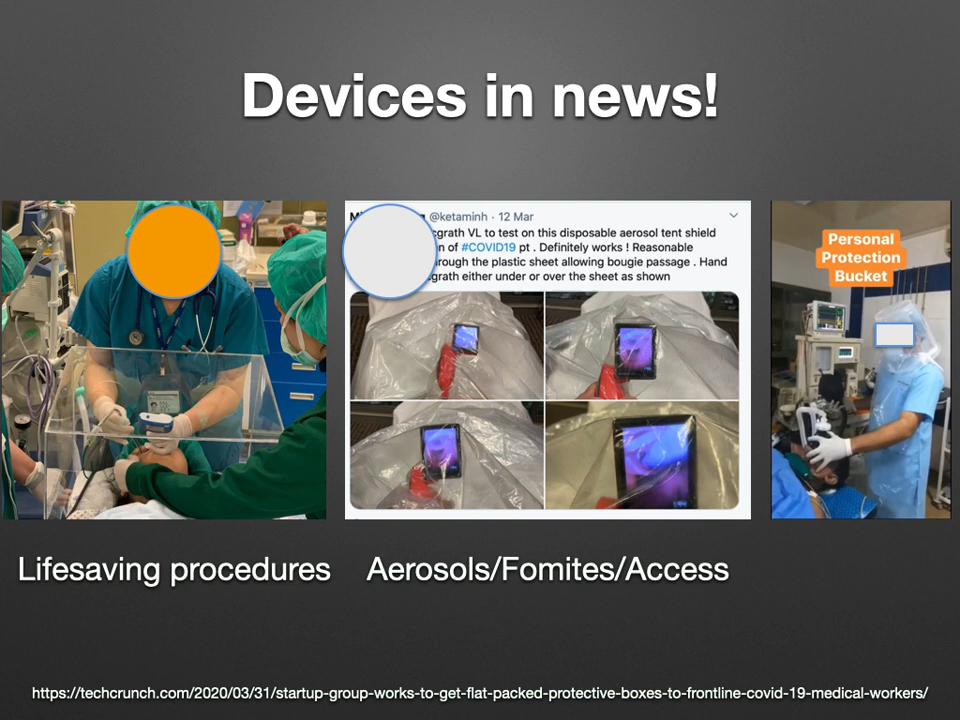 Devices in news!
@ketaminh · 12 Mar
cgrath VL to test on this disposable aerosol tent shield
n of #COVID19 pt . Definitely works ! Reasonable
rough the plastic sheet allowing bougie passage . Hand
grath either under or over the sheet as shown
Personal
Protection
Bucket
Lifesaving procedures
Aerosols/Fomites/Access
https://techcrunch.com/2020/03/31/startup-group-works-to-get-flat-packed-protective-boxes-to-frontline-covid-19-medical-workers/